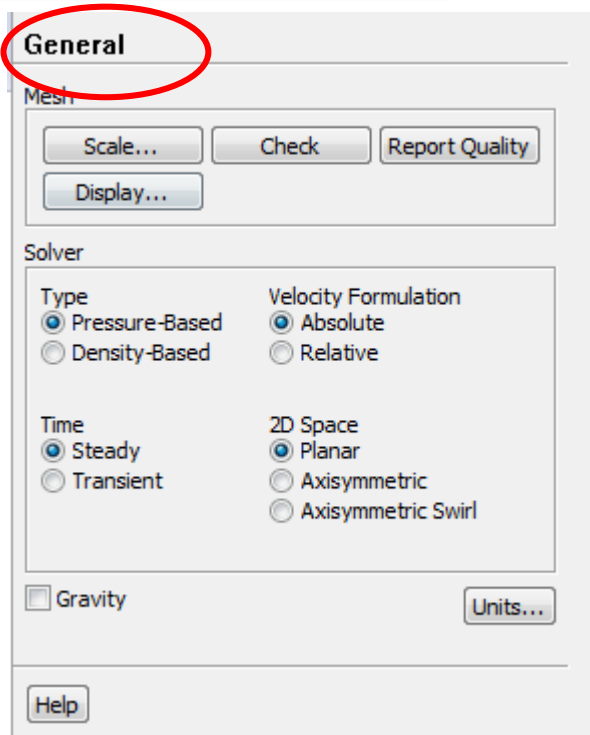 General
Mesh
Scale... Check Report Quality
Display...
Solver
Type Velocity Formulation
Pressure-Based Absolute
Density-Based Relative
Time 2D Space
Steady Planar
Transient Axisymmetric
Axisymmetric Swirl
Gravity Units...
Help